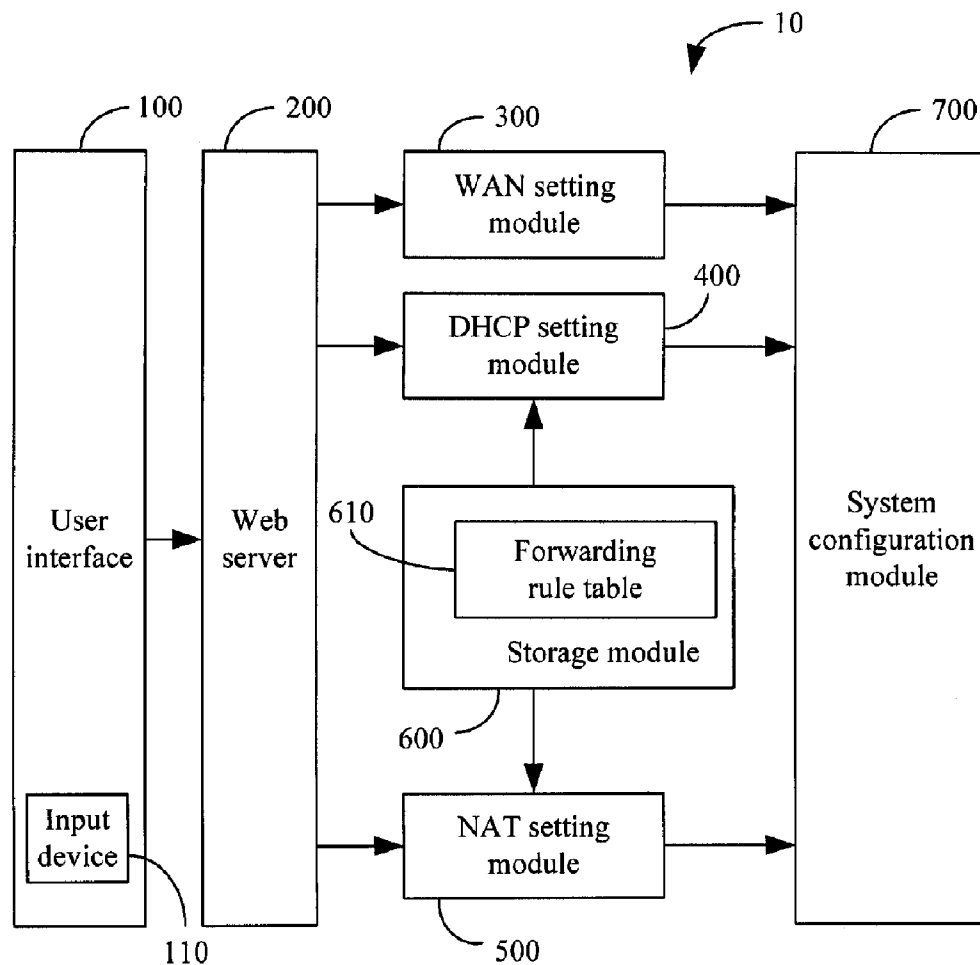 10
100
200
300
700
WAN setting
module
400
DHCP setting
module
User
interface
Web
server
610
Forwarding
rule table
Storage module
System
configuration
module
600
Input
device
NAT setting
module
110
500